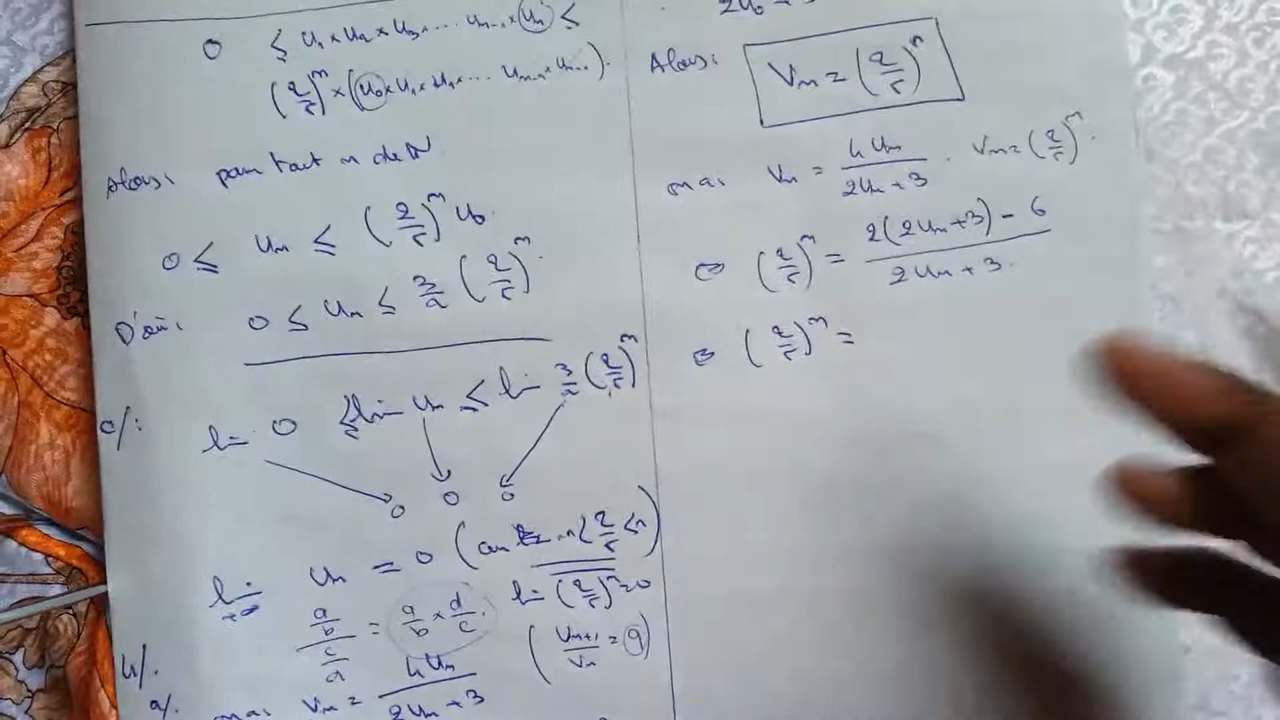 0 ≤ u₁ × u₂ × u₃ × ... uₙ₋₁ × uₙ ≤
(2/5)ⁿ × (u₀ × u₁ × u₂ × ... uₙ₋₁).
Alors: pour tout n de ℕ
0 ≤ uₙ ≤ (2/5)ⁿ u₀.
D'où: 0 ≤ uₙ ≤ 3/2 (2/5)ⁿ.
lim 0 ≤ lim uₙ ≤ lim 3/2 (2/5)ⁿ
0 0 0
lim uₙ = 0 (car -1 < 2/5 < 1)
+∞
lim (2/5)ⁿ = 0
(a/b)/(c/d) = a/b × d/c.
(Vₙ₊₁/Vₙ = q)
4/.
a/. Vₙ = 4uₙ/(2uₙ + 3)
Alors: Vₙ = (2/5)ⁿ
Vₙ = 4uₙ/(2uₙ + 3) . Vₙ = (2/5)ⁿ.
⇔ (2/5)ⁿ = (2(2uₙ + 3) - 6)/(2uₙ + 3).
⇔ (2/5)ⁿ =